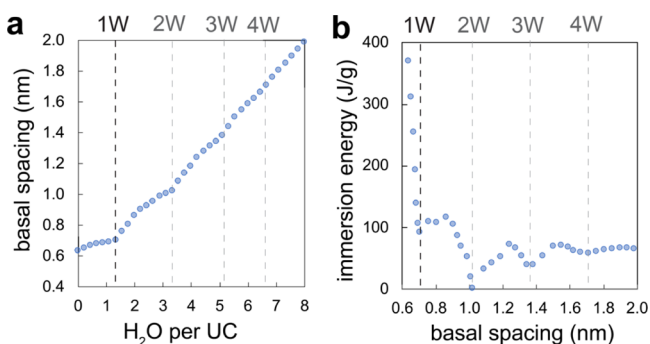 a
1W 2W 3W 4W
2.0
1.8
1.6
1.4
1.2
1.0
0.8
0.6
0.4
basal spacing (nm)
0 1 2 3 4 5 6 7 8
H₂O per UC
b
1W 2W 3W 4W
400
300
200
100
0
immersion energy (J/g)
0.6 0.8 1.0 1.2 1.4 1.6 1.8 2.0
basal spacing (nm)